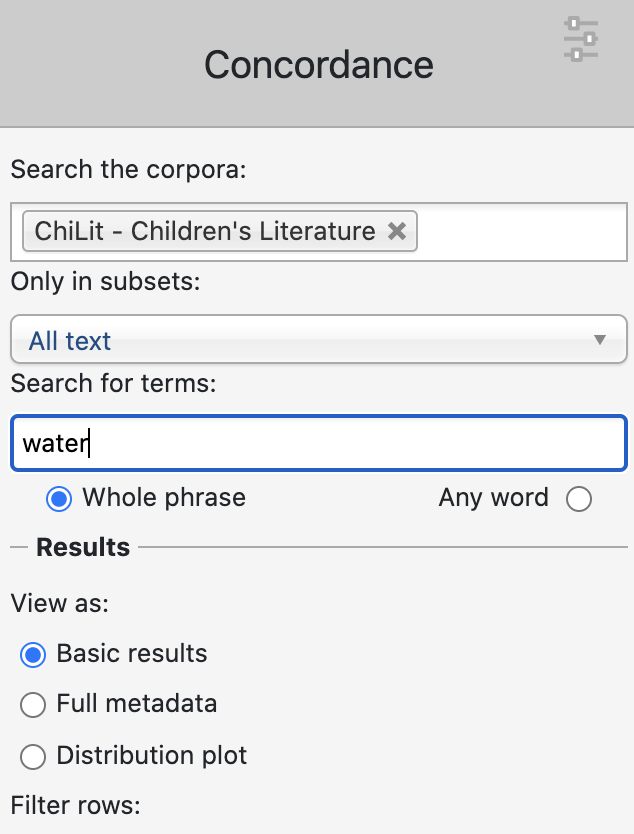 Concordance
Search the corpora:
ChiLit - Children's Literature
Only in subsets:
All text
Search for terms:
water
Whole phrase Any word
Results
View as:
Basic results
Full metadata
Distribution plot
Filter rows: